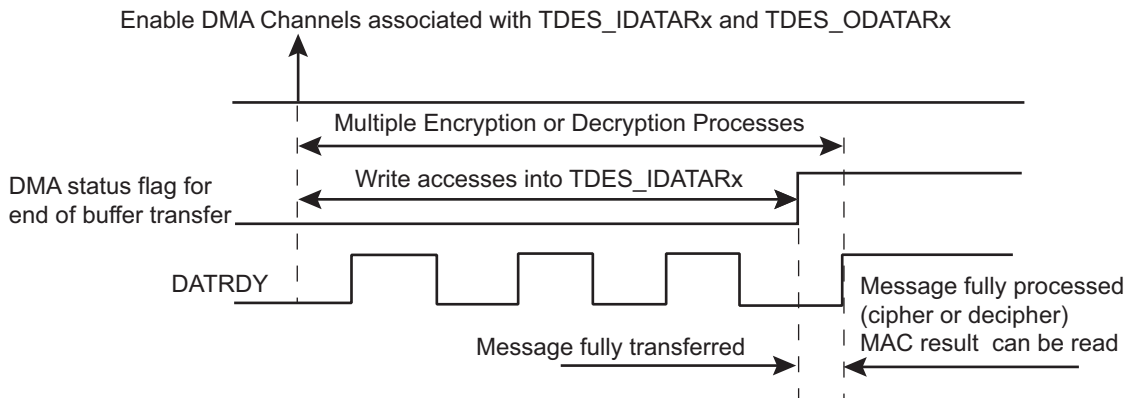 Enable DMA Channels associated with TDES_IDATARx and TDES_ODATARx
Multiple Encryption or Decryption Processes
Write accesses into TDES_IDATARx
DMA status flag for
end of buffer transfer
DATRDY
Message fully processed
(cipher or decipher)
MAC result can be read
Message fully transferred